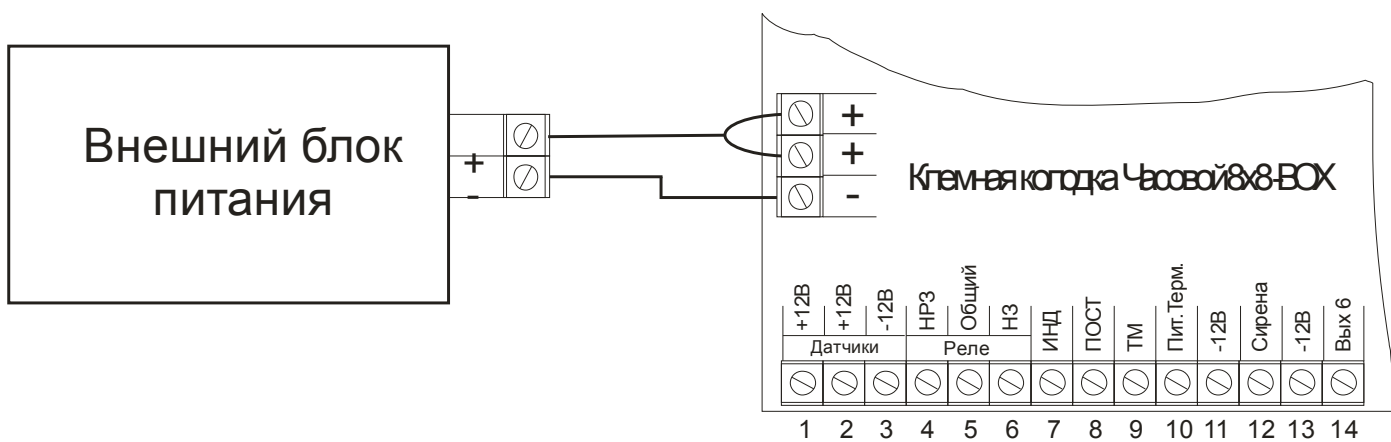 Внешний блок
питания
+
-
+
+
-
Клемная колодка Часовой 8х8-BOX
+12В
+12В
-12В
НРЗ
Общий
НЗ
ИНД
ПОСТ
ТМ
Пит.Терм.
-12В
Сирена
-12В
Вых 6
Датчики
Реле
1 2 3 4 5 6 7 8 9 10 11 12 13 14